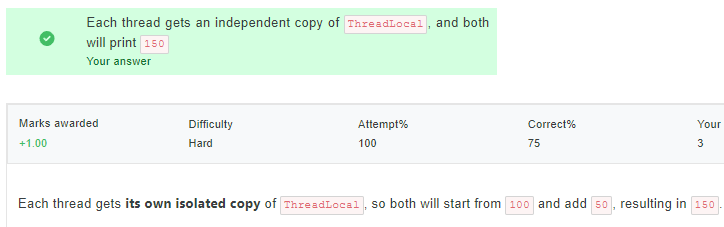 Each thread gets an independent copy of ThreadLocal, and both
will print 150
Your answer
Marks awarded Difficulty Attempt% Correct% Your
+1.00 Hard 100 75 3
Each thread gets its own isolated copy of ThreadLocal, so both will start from 100 and add 50, resulting in 150.